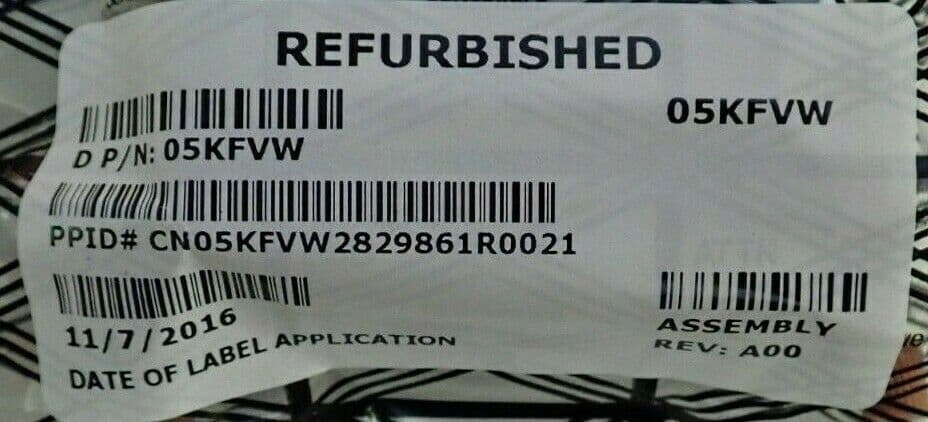 REFURBISHED
05KFVW
D P/N: 05KFVW
PPID# CN05KFVW2829861R0021
11/7/2016
DATE OF LABEL APPLICATION
ASSEMBLY
REV: A00